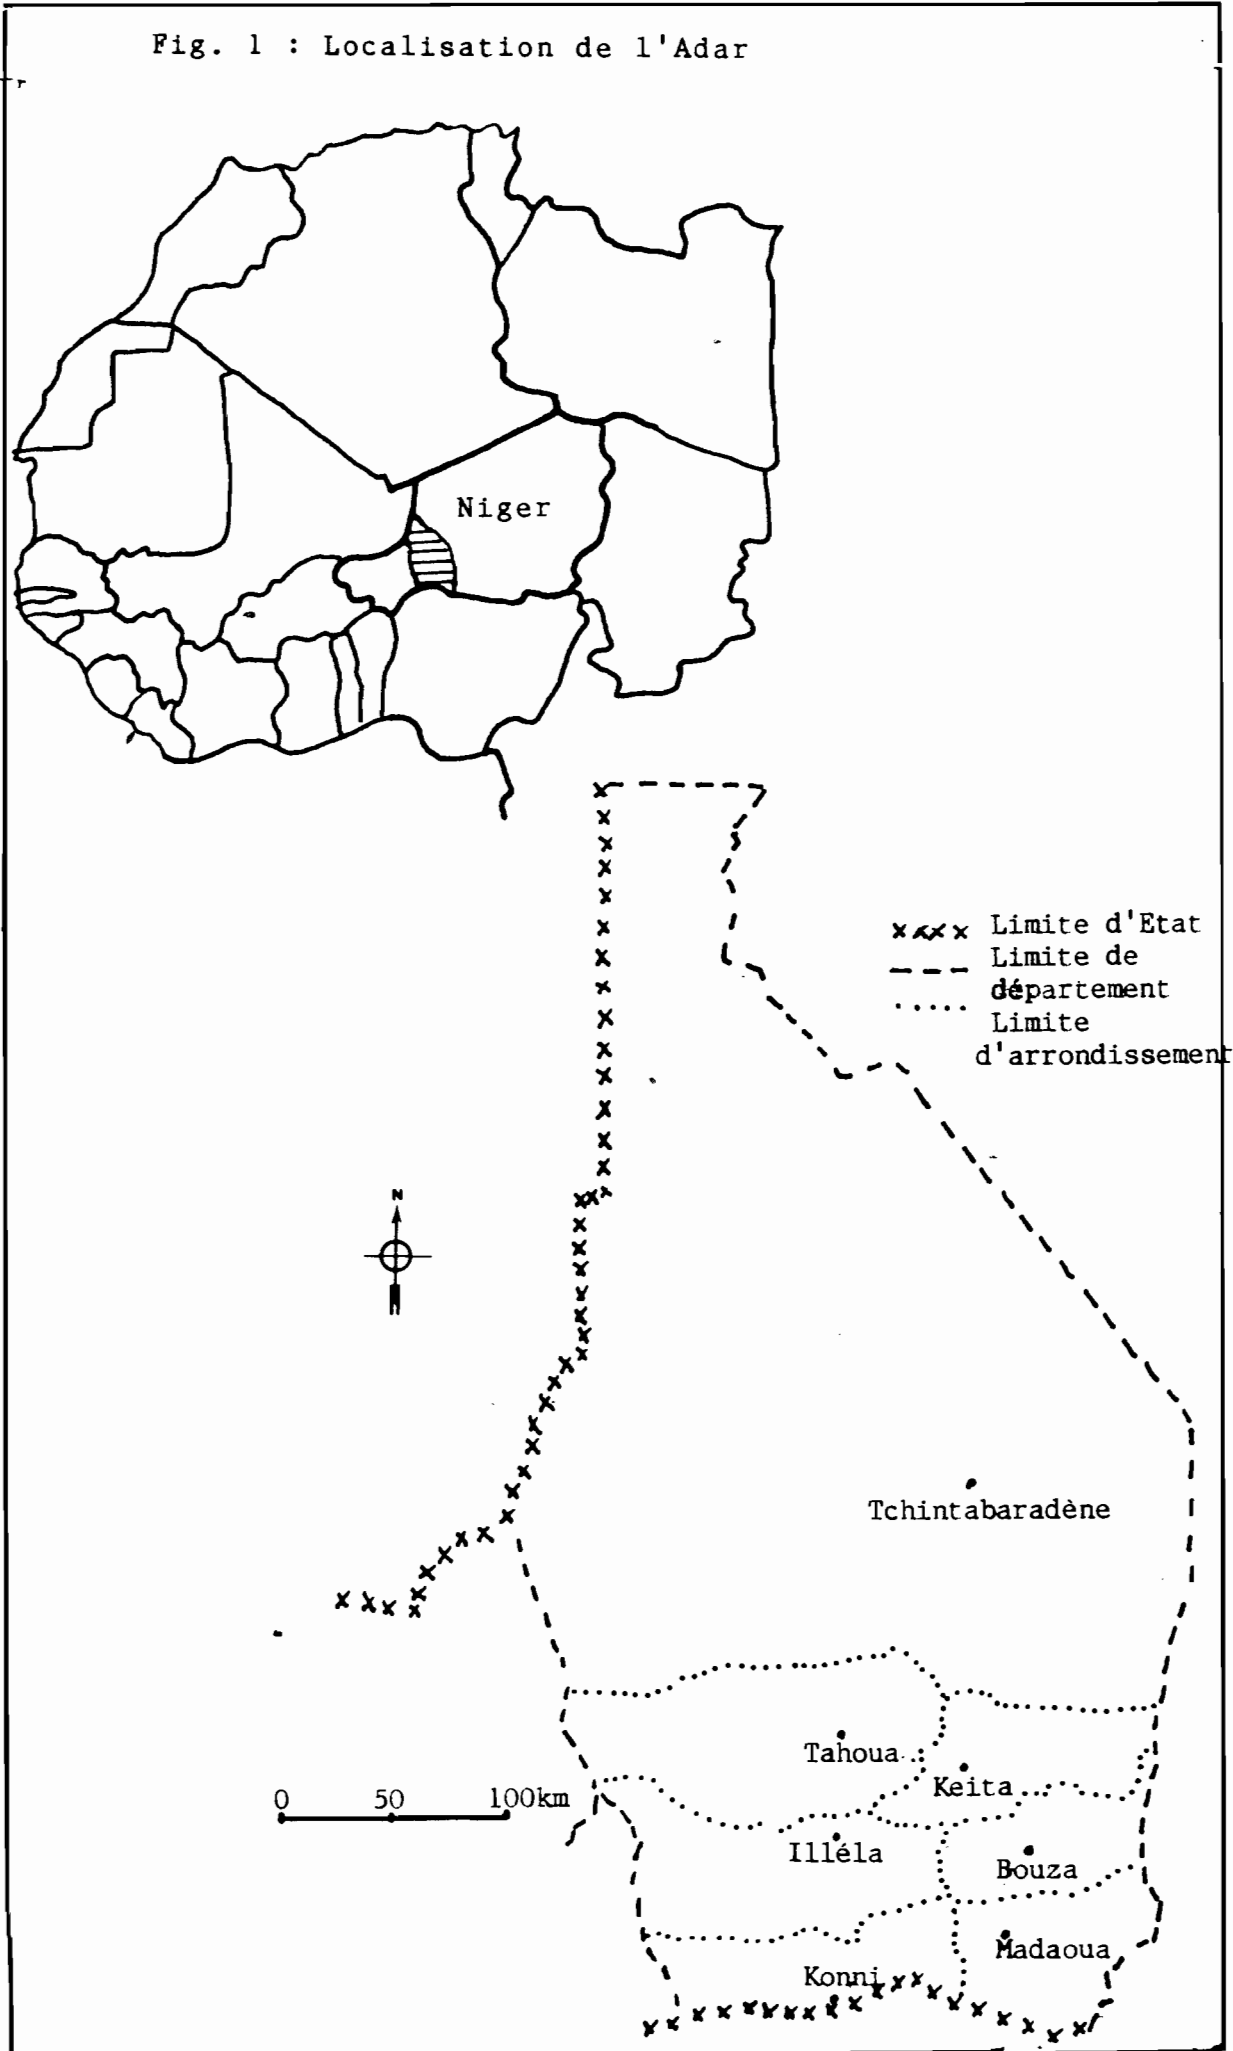 Fig. 1 : Localisation de l'Adar
Niger
Limite d'Etat
Limite de
département
Limite
d'arrondissement
N
Tchintabaradène
Tahoua
Keita
0 50 100km
Illéla
Bouza
Madaoua
Konni